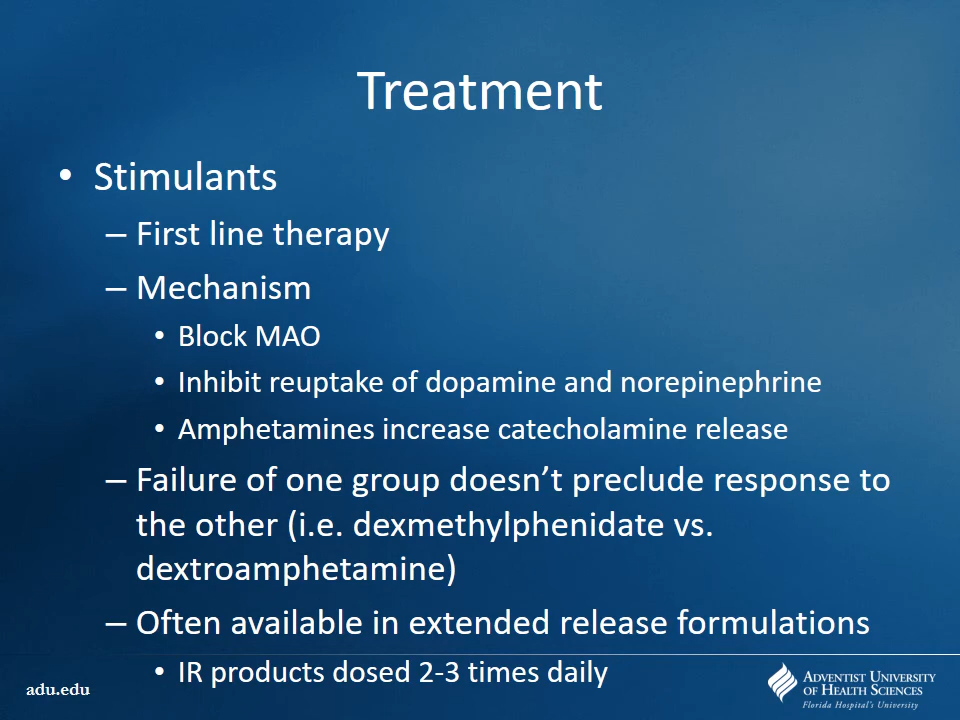 Treatment
• Stimulants
– First line therapy
– Mechanism
• Block MAO
• Inhibit reuptake of dopamine and norepinephrine
• Amphetamines increase catecholamine release
– Failure of one group doesn’t preclude response to
the other (i.e. dexmethylphenidate vs.
dextroamphetamine)
– Often available in extended release formulations
• IR products dosed 2-3 times daily
adu.edu
ADVENTIST UNIVERSITY
OF HEALTH SCIENCES
Florida Hospital's University